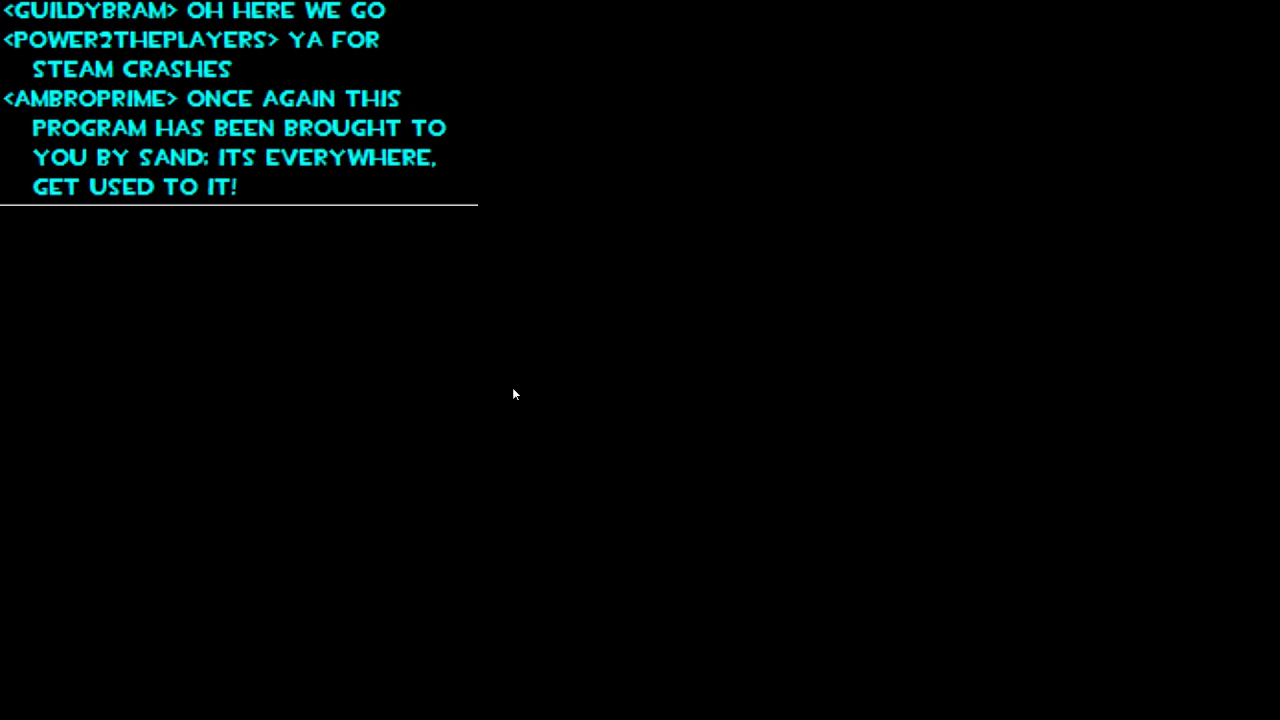 <GUILDYBRAM> OH HERE WE GO
<POWER2THEPLAYERS> YA FOR
STEAM CRASHES
<AMBROPRIME> ONCE AGAIN THIS
PROGRAM HAS BEEN BROUGHT TO
YOU BY SAND: ITS EVERYWHERE,
GET USED TO IT!